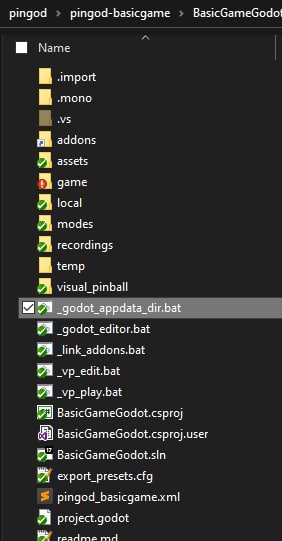 pingod › pingod-basicgame › BasicGameGodot
Name
.import
.mono
.vs
addons
assets
game
local
modes
recordings
temp
visual_pinball
_godot_appdata_dir.bat
_godot_editor.bat
_link_addons.bat
_vp_edit.bat
_vp_play.bat
BasicGameGodot.csproj
BasicGameGodot.csproj.user
BasicGameGodot.sln
export_presets.cfg
pingod_basicgame.xml
project.godot
readme.md